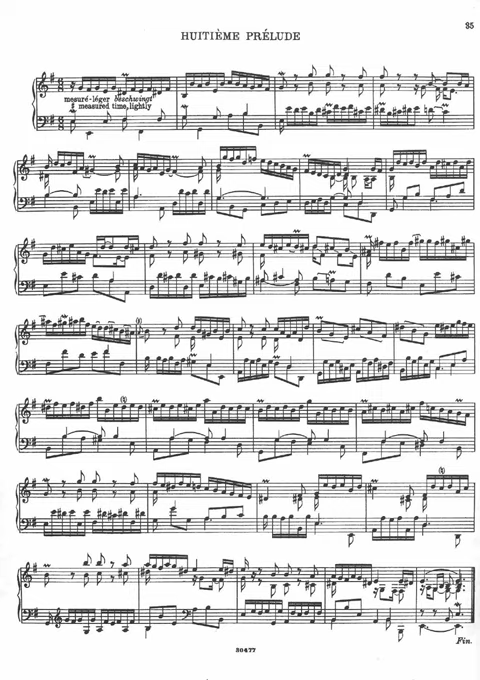 35
HUITIÈME PRÉLUDE
mesuré-léger beschwingt
measured time, lightly
Fin.
30477